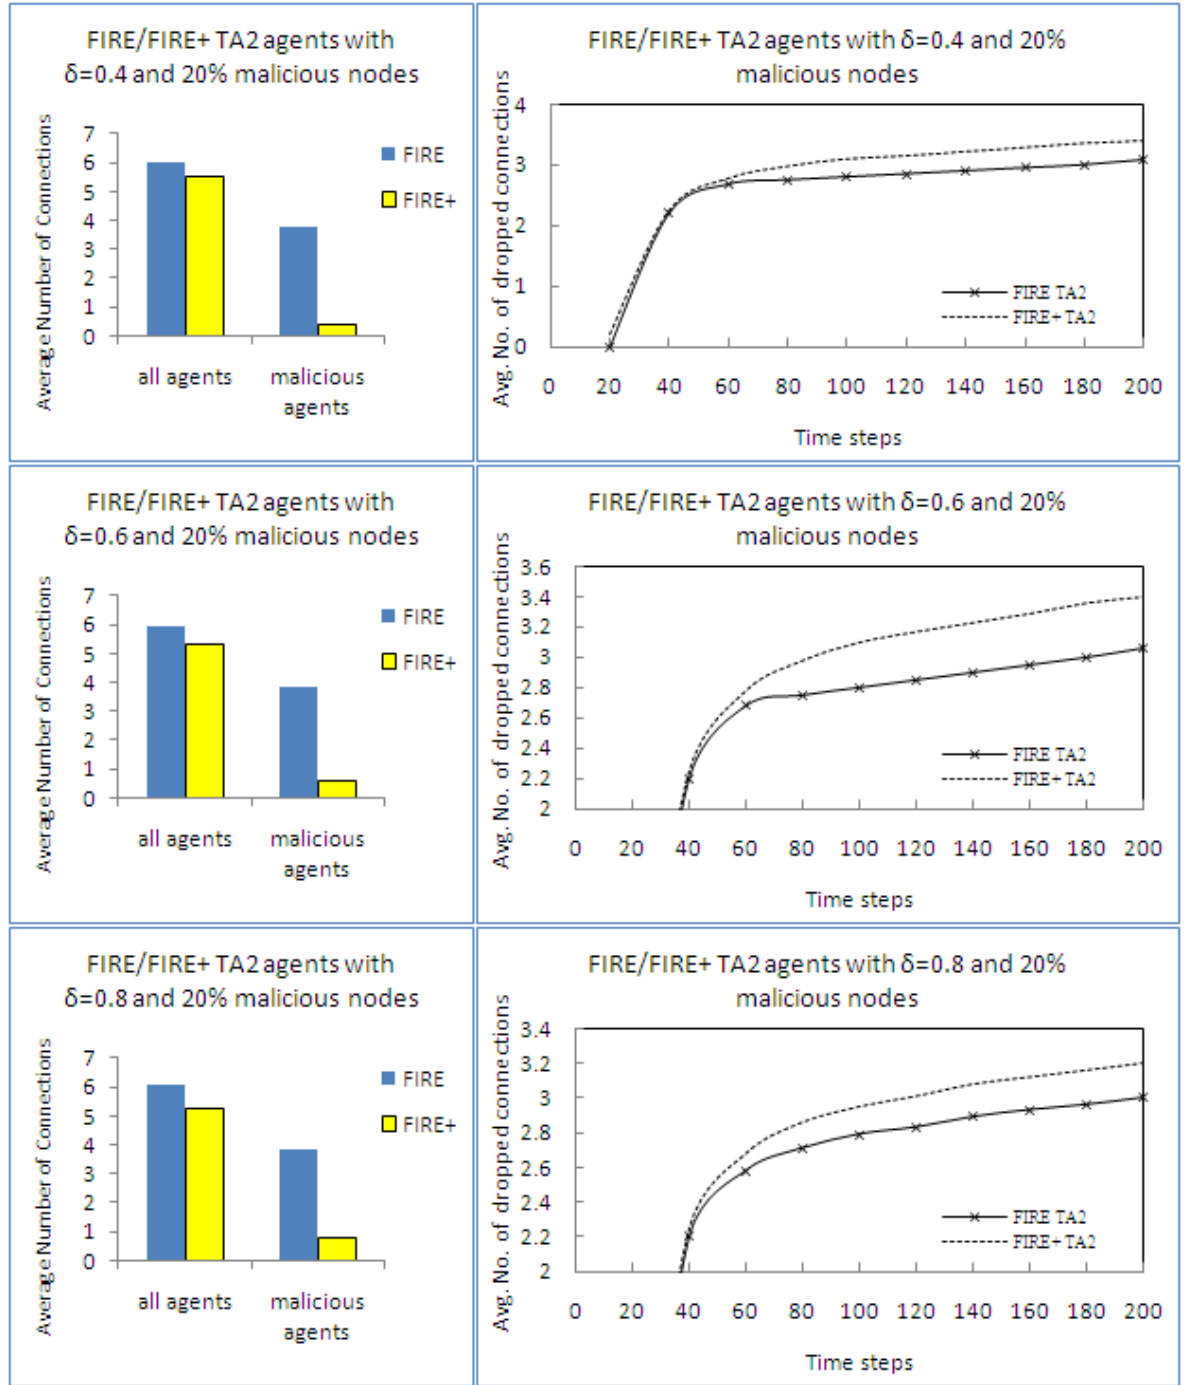 FIRE/FIRE+ TA2 agents with
δ=0.4 and 20% malicious nodes
Average Number of Connections
7
6
5
4
3
2
1
0
all agents
malicious
agents
FIRE
FIRE+
FIRE/FIRE+ TA2 agents with δ=0.4 and 20%
malicious nodes
Avg. No. of dropped connections
4
3
2
1
0
0 20 40 60 80 100 120 140 160 180 200
Time steps
FIRE TA2
FIRE+ TA2
FIRE/FIRE+ TA2 agents with
δ=0.6 and 20% malicious nodes
Average Number of Connections
7
6
5
4
3
2
1
0
all agents
malicious
agents
FIRE
FIRE+
FIRE/FIRE+ TA2 agents with δ=0.6 and 20%
malicious nodes
Avg. No. of dropped connections
3.6
3.4
3.2
3
2.8
2.6
2.4
2.2
2
0 20 40 60 80 100 120 140 160 180 200
Time steps
FIRE TA2
FIRE+ TA2
FIRE/FIRE+ TA2 agents with
δ=0.8 and 20% malicious nodes
Average Number of Connections
7
6
5
4
3
2
1
0
all agents
malicious
agents
FIRE
FIRE+
FIRE/FIRE+ TA2 agents with δ=0.8 and 20%
malicious nodes
Avg. No. of dropped connections
3.4
3.2
3
2.8
2.6
2.4
2.2
2
0 20 40 60 80 100 120 140 160 180 200
Time steps
FIRE TA2
FIRE+ TA2